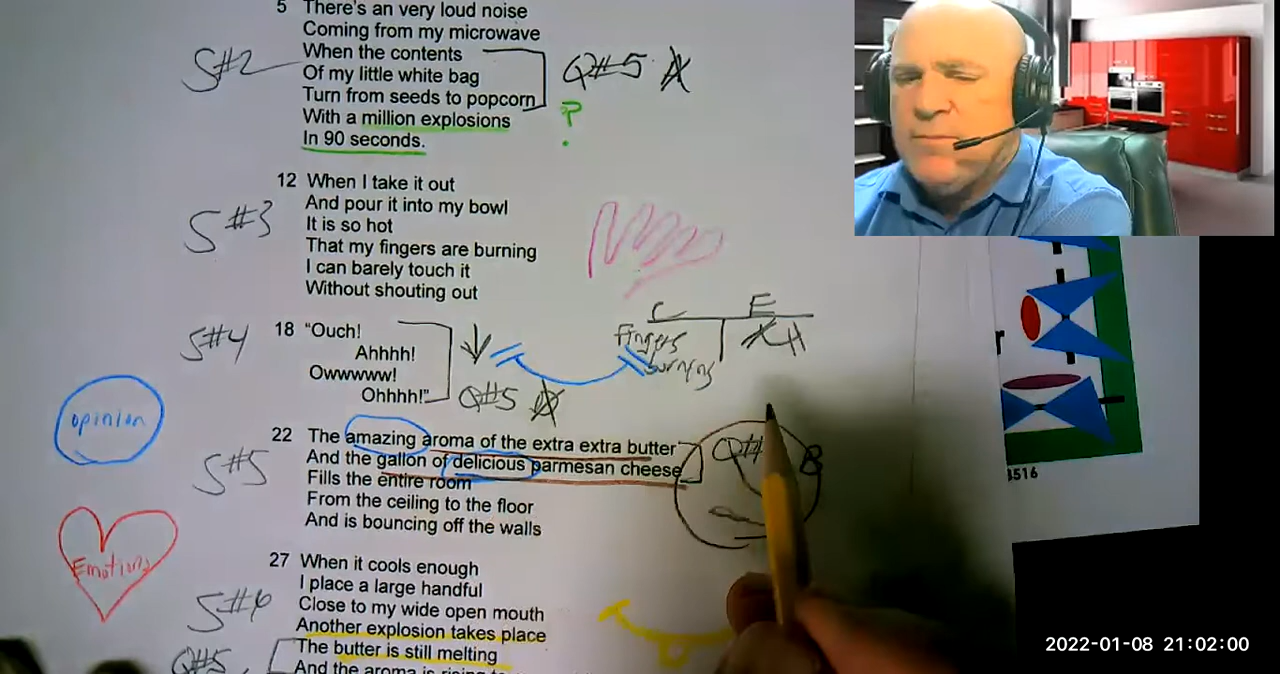 5 There's an very loud noise
Coming from my microwave
When the contents
Of my little white bag
Turn from seeds to popcorn
With a million explosions
In 90 seconds.
S#2
Q#5 A
?
12 When I take it out
And pour it into my bowl
It is so hot
That my fingers are burning
I can barely touch it
Without shouting out
S#3
C E
Fingers
burning
18 "Ouch!
Ahhhh!
Owwwww!
Ohhhh!"
S#4
Q#5
opinion
22 The amazing aroma of the extra extra butter
And the gallon of delicious parmesan cheese
Fills the entire room
From the ceiling to the floor
And is bouncing off the walls
S#5
Q#
B
3516
Emotions
27 When it cools enough
I place a large handful
Close to my wide open mouth
Another explosion takes place
The butter is still melting
S#6
Q#5
2022-01-08 21:02:00